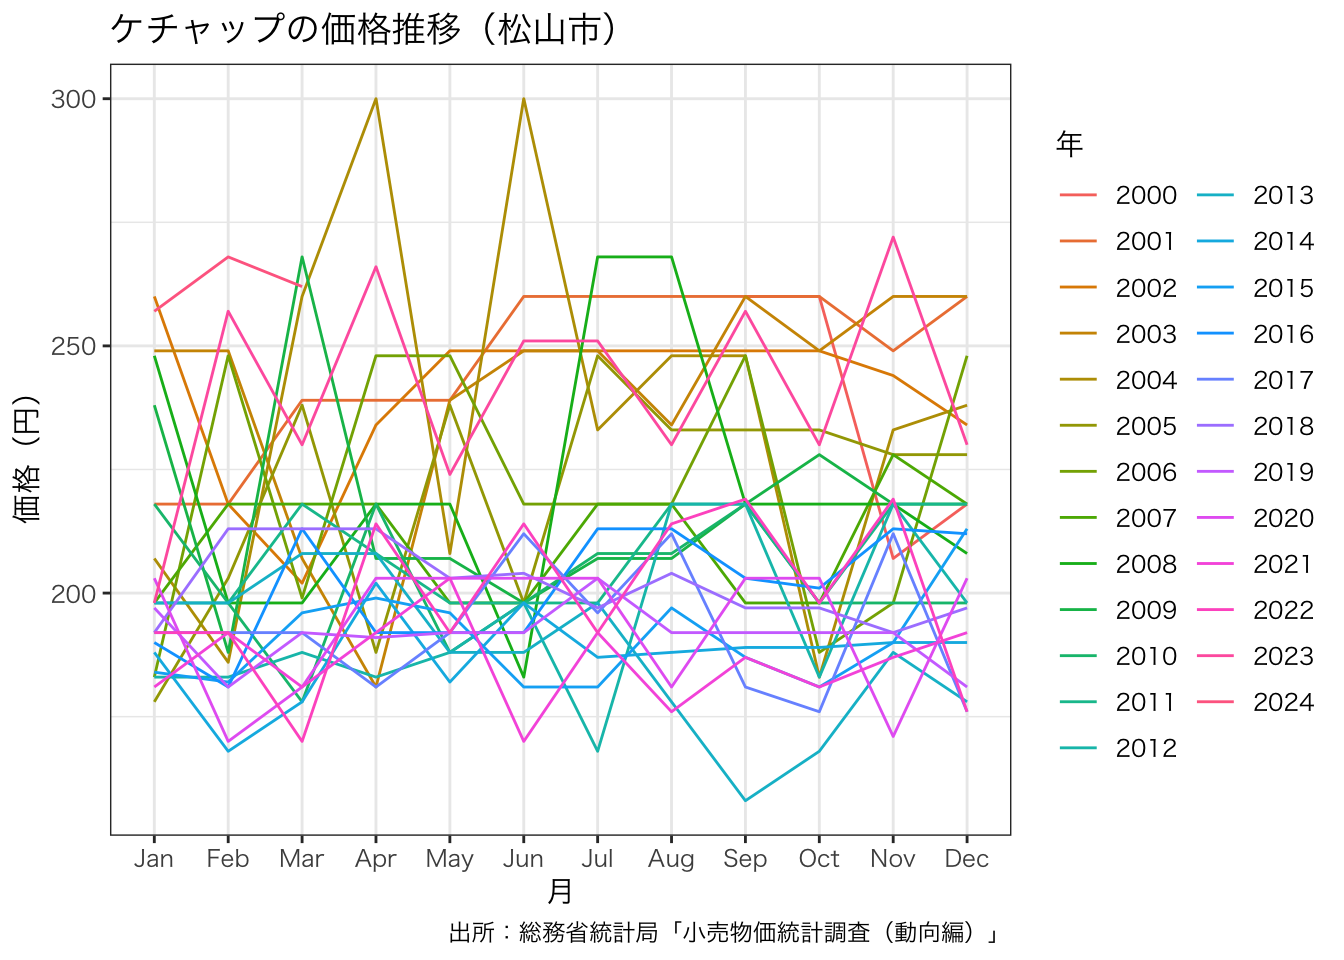 ケチャップの価格推移（松山市）
300
250
200
価格（円）
Jan Feb Mar Apr May Jun Jul Aug Sep Oct Nov Dec
月
年
2000 2013
2001 2014
2002 2015
2003 2016
2004 2017
2005 2018
2006 2019
2007 2020
2008 2021
2009 2022
2010 2023
2011 2024
2012
出所：総務省統計局「小売物価統計調査（動向編）」